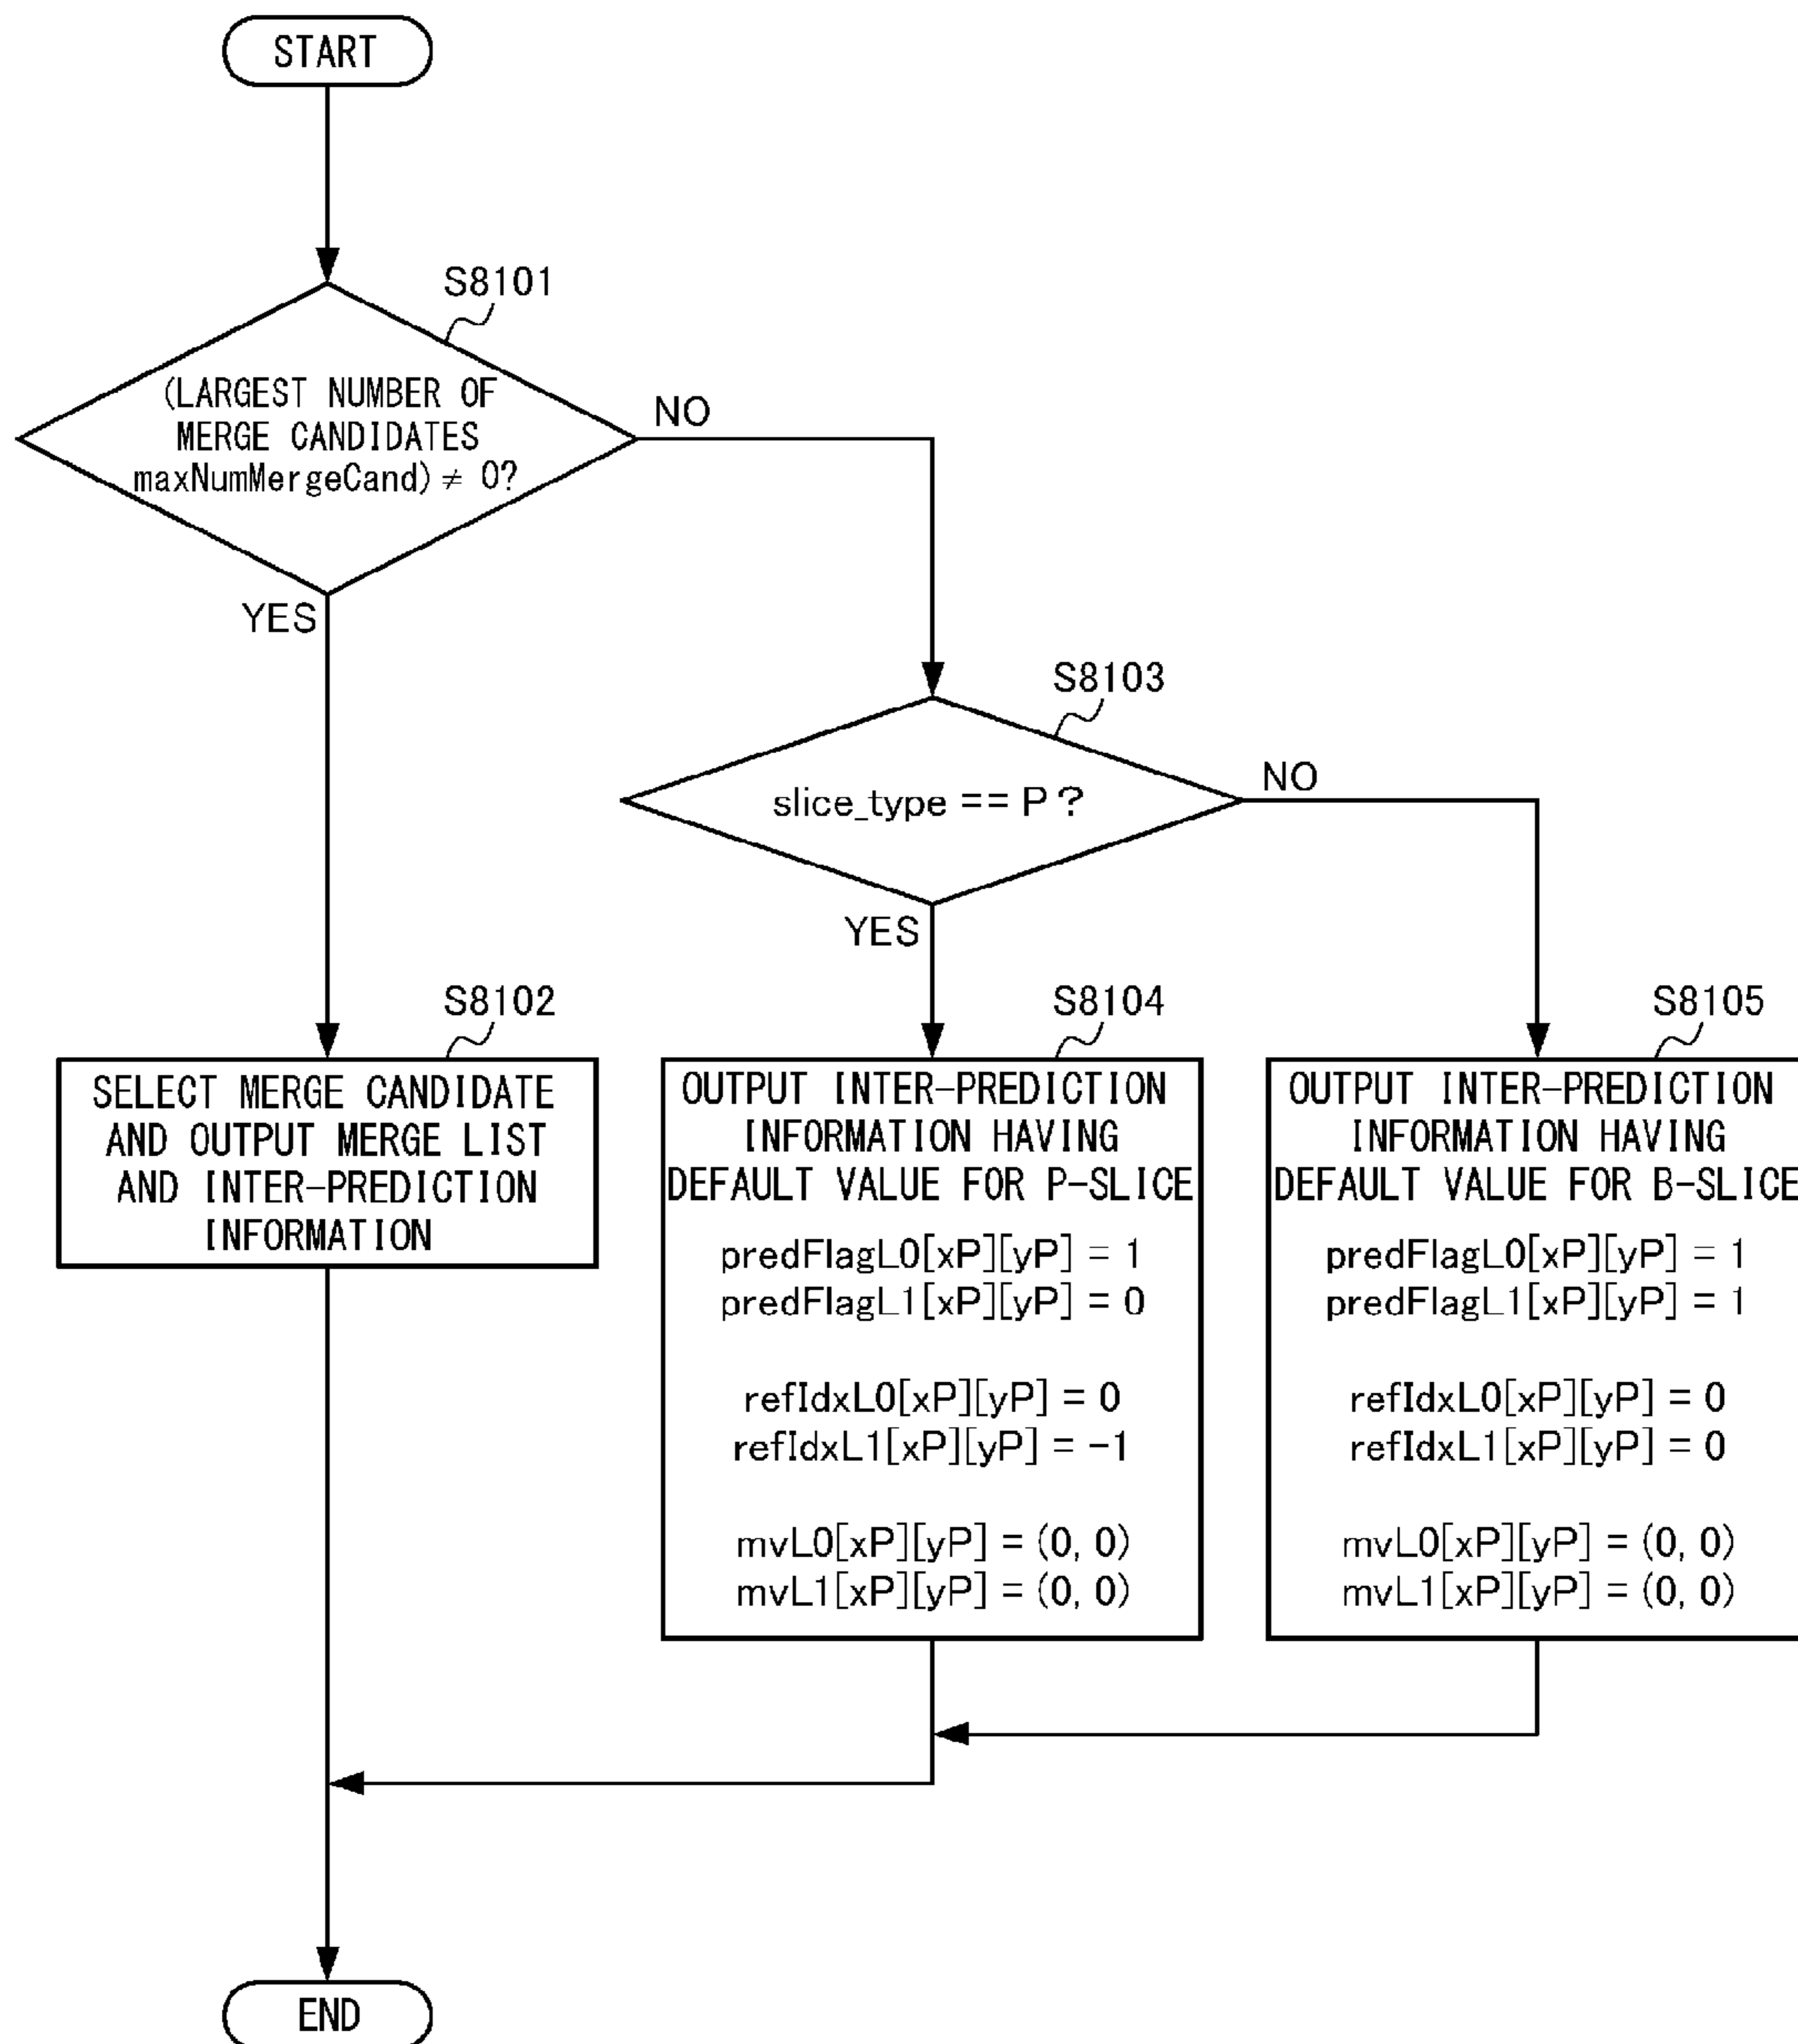 START
S8101
(LARGEST NUMBER OF
MERGE CANDIDATES
maxNumMergeCand) ≠ 0?
NO
YES
S8103
slice_type == P ?
NO
YES
S8102
SELECT MERGE CANDIDATE
AND OUTPUT MERGE LIST
AND INTER-PREDICTION
INFORMATION
S8104
OUTPUT INTER-PREDICTION
INFORMATION HAVING
DEFAULT VALUE FOR P-SLICE
predFlagL0[xP][yP] = 1
predFlagL1[xP][yP] = 0
refIdxL0[xP][yP] = 0
refIdxL1[xP][yP] = -1
mvL0[xP][yP] = (0, 0)
mvL1[xP][yP] = (0, 0)
S8105
OUTPUT INTER-PREDICTION
INFORMATION HAVING
DEFAULT VALUE FOR B-SLICE
predFlagL0[xP][yP] = 1
predFlagL1[xP][yP] = 1
refIdxL0[xP][yP] = 0
refIdxL1[xP][yP] = 0
mvL0[xP][yP] = (0, 0)
mvL1[xP][yP] = (0, 0)
END